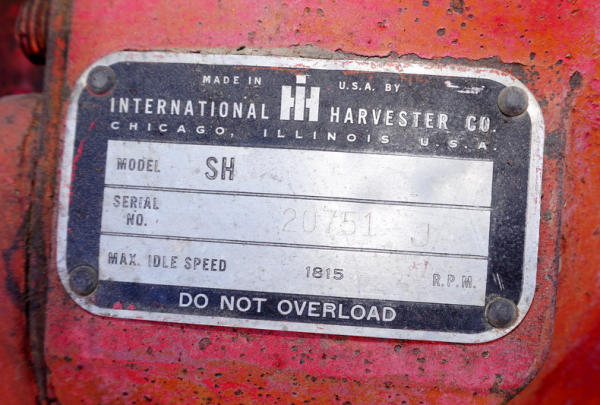 MADE IN U.S.A. BY
INTERNATIONAL IH HARVESTER CO.
CHICAGO, ILLINOIS U.S.A.
MODEL SH
SERIAL NO. 20751 J
MAX. IDLE SPEED 1815 R.P.M.
DO NOT OVERLOAD